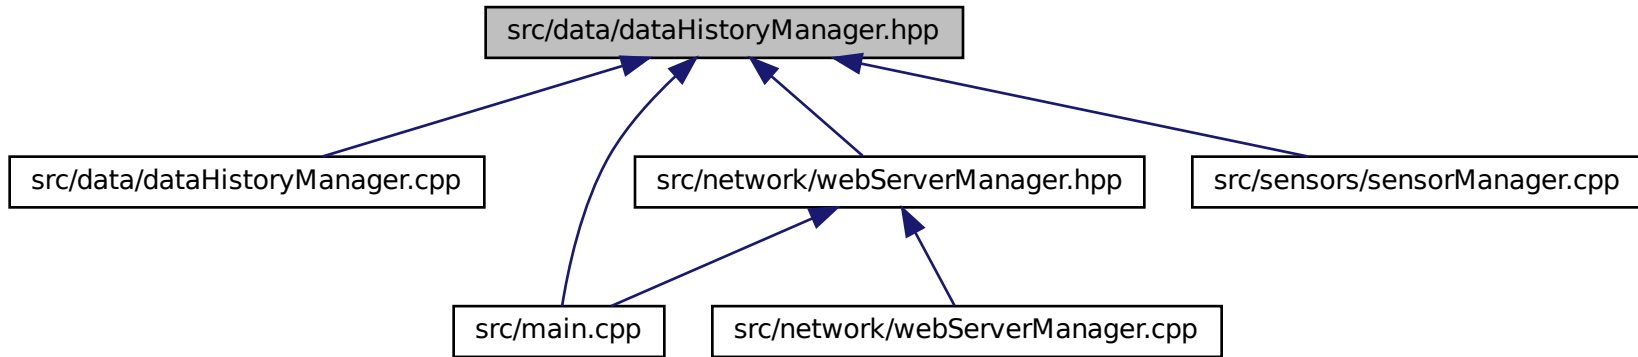 src/data/dataHistoryManager.hpp
src/data/dataHistoryManager.cpp
src/network/webServerManager.hpp
src/sensors/sensorManager.cpp
src/main.cpp
src/network/webServerManager.cpp